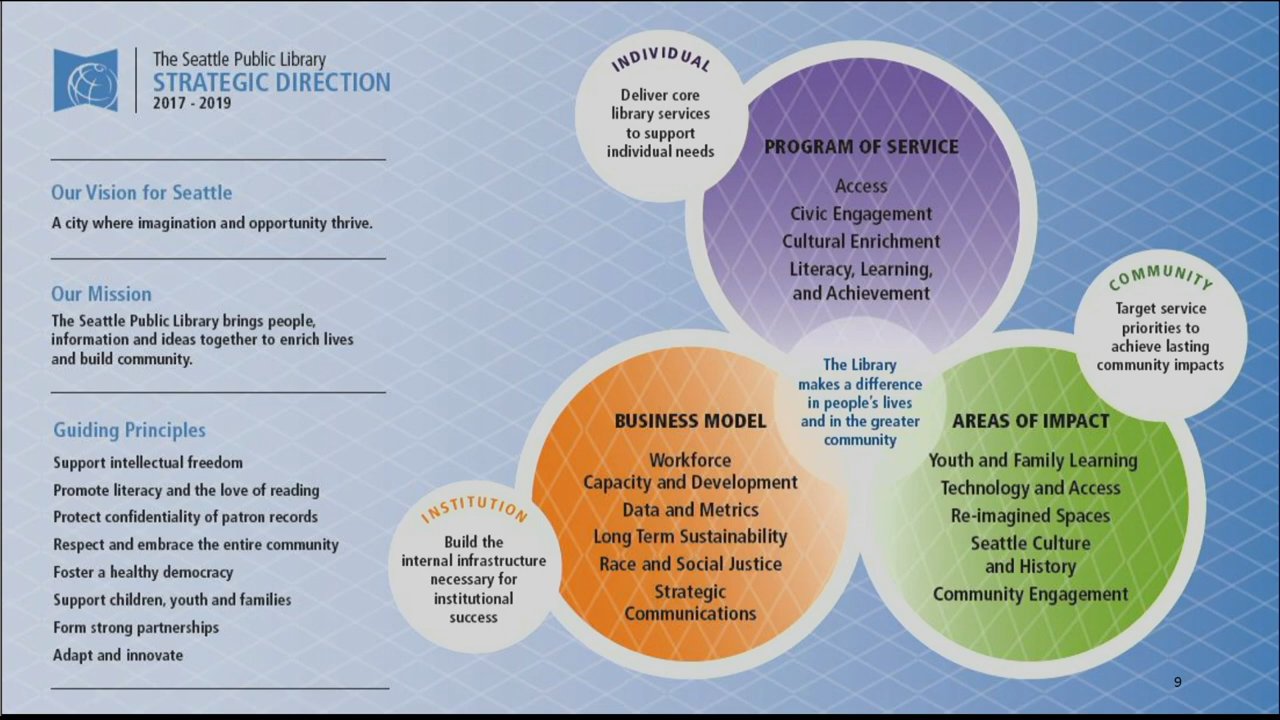 The Seattle Public Library
STRATEGIC DIRECTION
2017 - 2019
Our Vision for Seattle
A city where imagination and opportunity thrive.
Our Mission
The Seattle Public Library brings people,
information and ideas together to enrich lives
and build community.
Guiding Principles
Support intellectual freedom
Promote literacy and the love of reading
Protect confidentiality of patron records
Respect and embrace the entire community
Foster a healthy democracy
Support children, youth and families
Form strong partnerships
Adapt and innovate
INDIVIDUAL
Deliver core
library services
to support
individual needs
PROGRAM OF SERVICE
Access
Civic Engagement
Cultural Enrichment
Literacy, Learning,
and Achievement
COMMUNITY
Target service
priorities to
achieve lasting
community impacts
The Library
makes a difference
in people's lives
and in the greater
community
INSTITUTION
Build the
internal infrastructure
necessary for
institutional
success
BUSINESS MODEL
Workforce
Capacity and Development
Data and Metrics
Long Term Sustainability
Race and Social Justice
Strategic
Communications
AREAS OF IMPACT
Youth and Family Learning
Technology and Access
Re-imagined Spaces
Seattle Culture
and History
Community Engagement
9